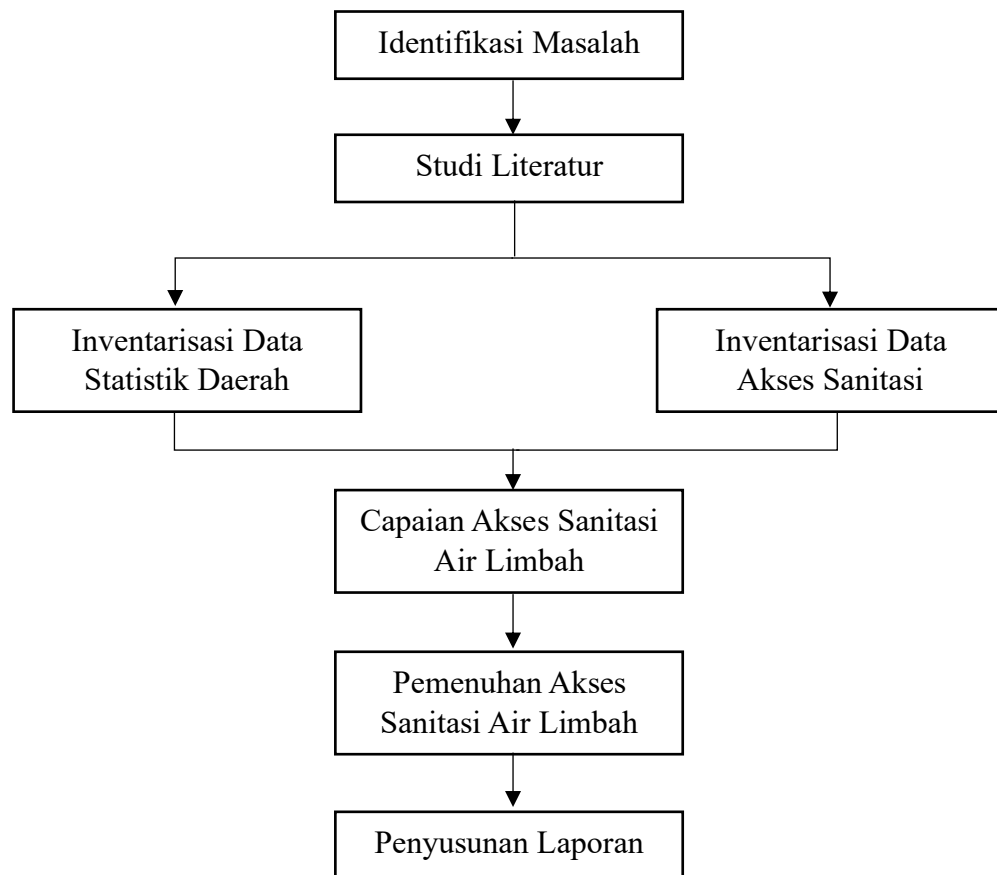 Identifikasi Masalah
Studi Literatur
Inventarisasi Data
Statistik Daerah
Inventarisasi Data
Akses Sanitasi
Capaian Akses Sanitasi
Air Limbah
Pemenuhan Akses
Sanitasi Air Limbah
Penyusunan Laporan